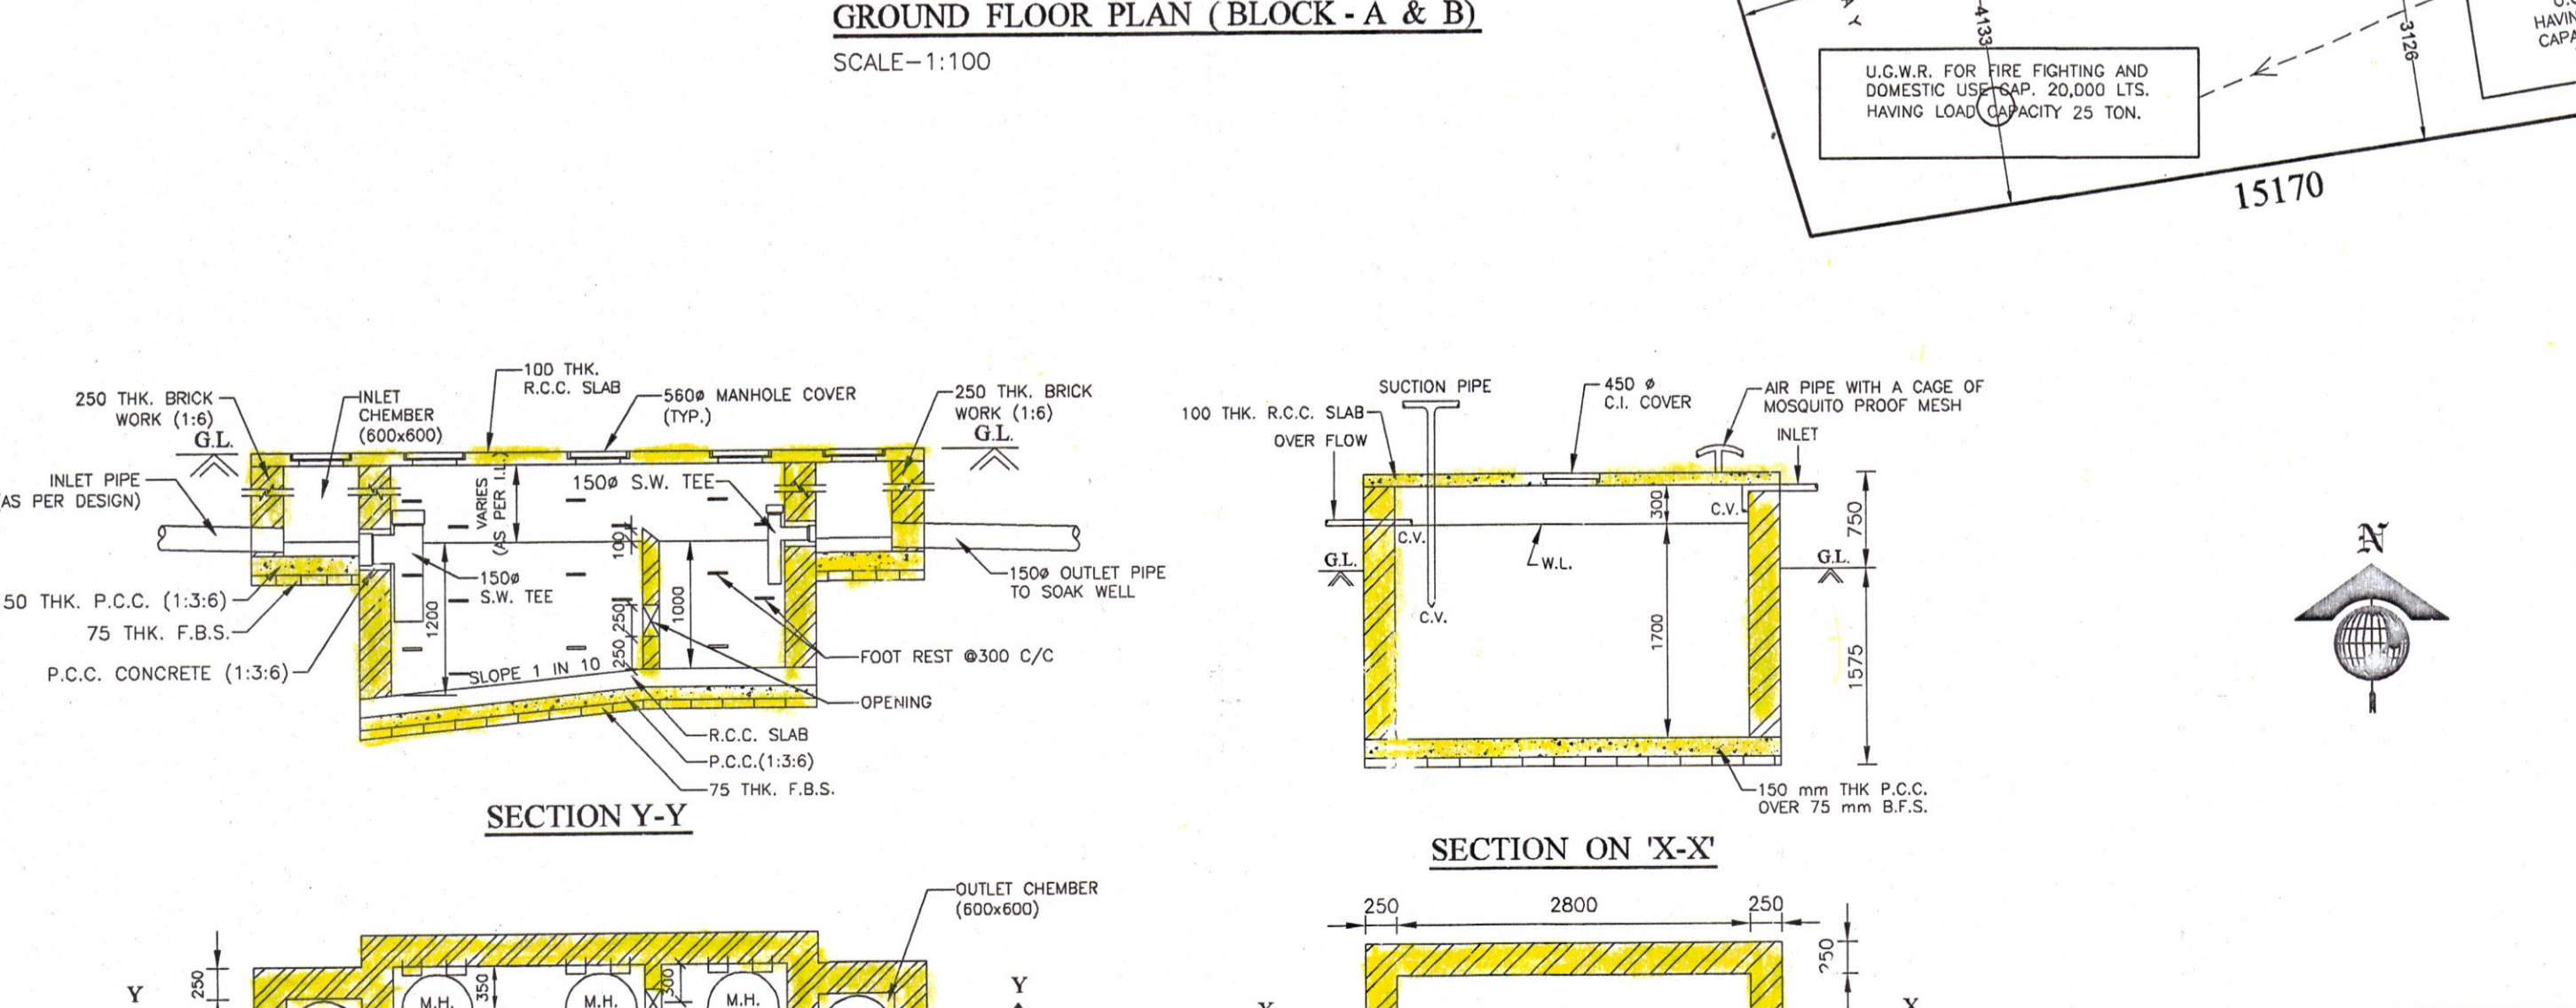 GROUND FLOOR PLAN (BLOCK - A & B)
SCALE-1:100
4133
3126
U.G.W.R. FOR FIRE FIGHTING AND
DOMESTIC USE CAP. 20,000 LTS.
HAVING LOAD CAPACITY 25 TON.
15170
250 THK. BRICK
WORK (1:6)
G.L.
INLET
CHEMBER
(600x600)
100 THK.
R.C.C. SLAB
560ø MANHOLE COVER
(TYP.)
250 THK. BRICK
WORK (1:6)
G.L.
INLET PIPE
AS PER DESIGN)
VARIES
(AS PER I.L.)
150ø S.W. TEE
100
150ø
S.W. TEE
1200
250
250
1000
150ø OUTLET PIPE
TO SOAK WELL
50 THK. P.C.C. (1:3:6)
75 THK. F.B.S.
P.C.C. CONCRETE (1:3:6)
SLOPE 1 IN 10
FOOT REST @300 C/C
OPENING
R.C.C. SLAB
P.C.C.(1:3:6)
75 THK. F.B.S.
SECTION Y-Y
SUCTION PIPE
450 ø
C.I. COVER
AIR PIPE WITH A CAGE OF
MOSQUITO PROOF MESH
100 THK. R.C.C. SLAB
OVER FLOW
INLET
300
C.V.
750
C.V.
W.L.
G.L.
G.L.
C.V.
1700
1575
150 mm THK P.C.C.
OVER 75 mm B.F.S.
SECTION ON 'X-X'
N
OUTLET CHEMBER
(600x600)
250
Y
M.H.
350
M.H.
300
M.H.
Y
250
2800
250
250
X
X